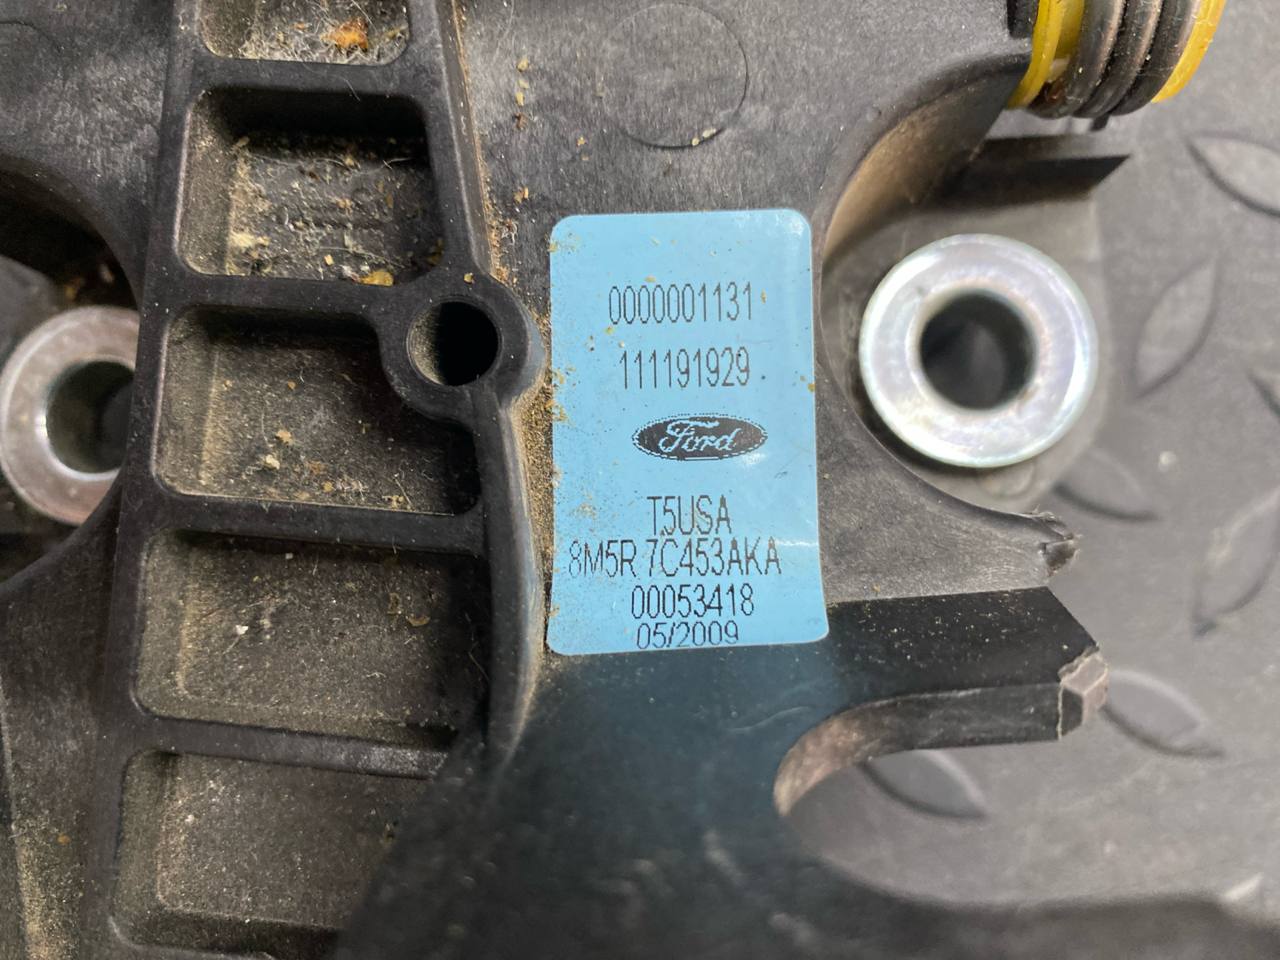 0000001131
111191929
Ford
T5USA
8M5R 7C453AKA
00053418
05/2009